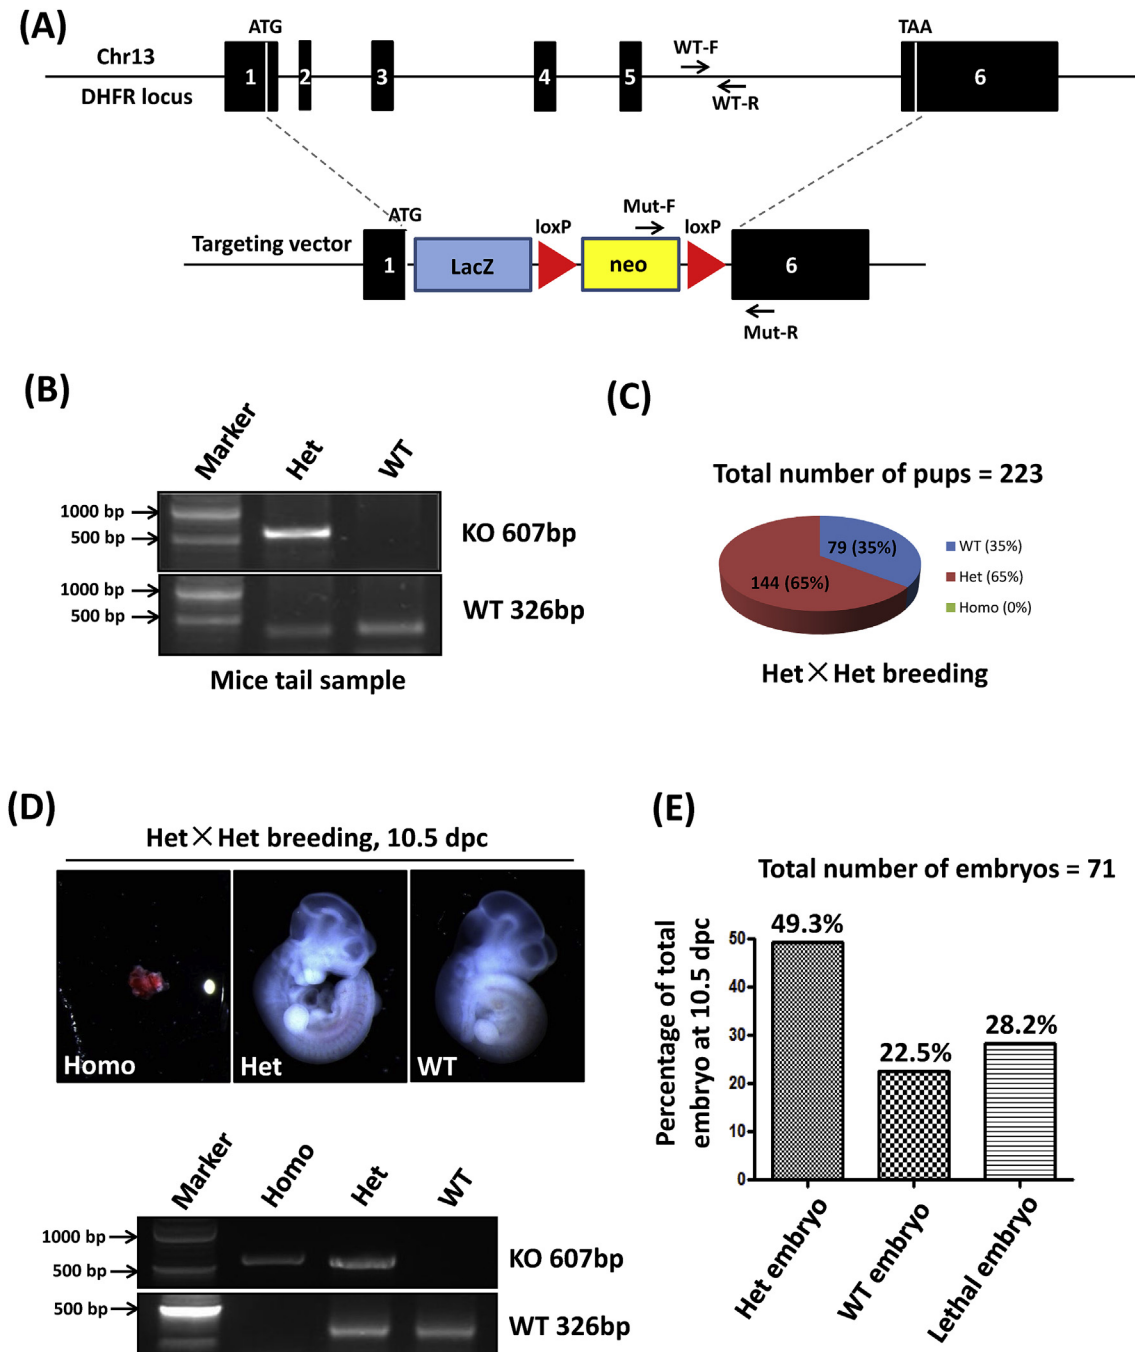 (A)
ATG
TAA
Chr13
WT-F
1
2
3
4
5
6
DHFR locus
WT-R
ATG
Mut-F
loxP
loxP
Targeting vector
1
LacZ
neo
6
Mut-R
(B)
Marker
Het
WT
1000 bp
500 bp
KO 607bp
1000 bp
500 bp
WT 326bp
Mice tail sample
(C)
Total number of pups = 223
79 (35%)
144 (65%)
WT (35%)
Het (65%)
Homo (0%)
Het×Het breeding
(D)
Het×Het breeding, 10.5 dpc
Homo
Het
WT
Marker
Homo
Het
WT
1000 bp
500 bp
KO 607bp
500 bp
WT 326bp
(E)
Total number of embryos = 71
Percentage of total
embryo at 10.5 dpc
50
40
30
20
10
0
49.3%
22.5%
28.2%
Het embryo
WT embryo
Lethal embryo